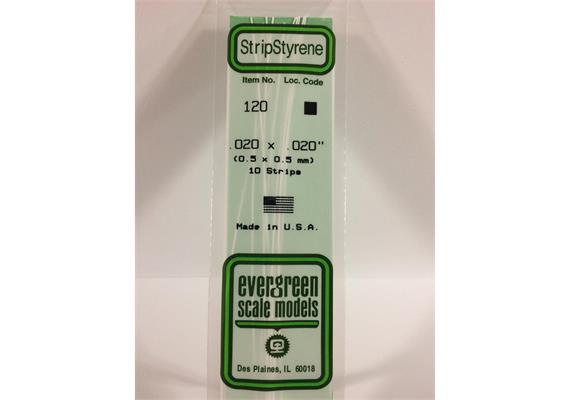 StripStyrene
Item No. Loc. Code
120
.020 x .020"
(0.5 x 0.5 mm)
10 Strips
Made in U.S.A.
evergreen
scale models
Des Plaines, IL 60018